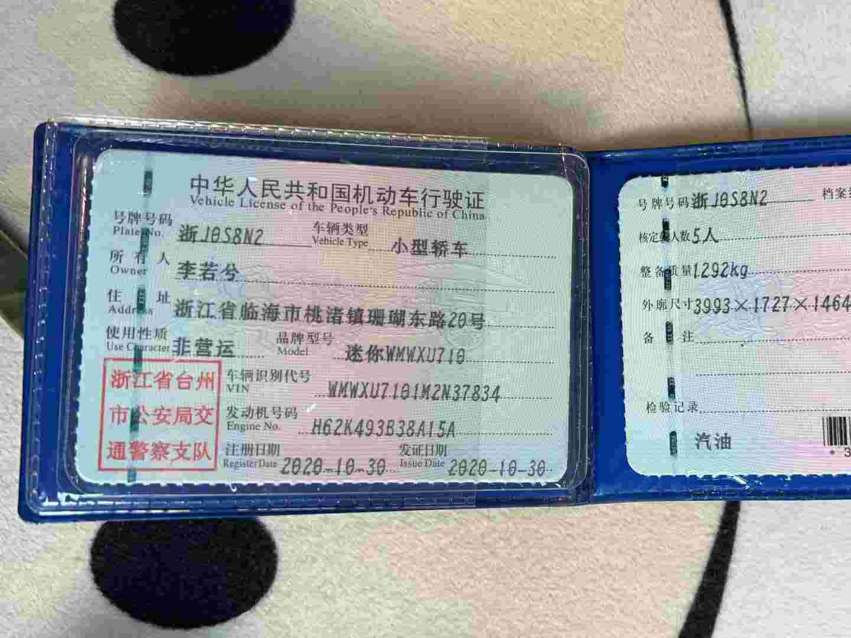 中华人民共和国机动车行驶证
Vehicle License of the People's Republic of China
号牌号码 浙J0S8N2 车辆类型 小型轿车
Plate No. Vehicle Type
所有人 李若兮
Owner
住址 浙江省临海市桃渚镇珊瑚东路20号
Address
使用性质 非营运 品牌型号 迷你WMWXU710
Use Character Model
浙江省台州
市公安局交
通警察支队
车辆识别代号 WMWXU7101M2N37834
VIN
发动机号码 H62K493B38A15A
Engine No.
注册日期 2020-10-30 发证日期 2020-10-30
Register Date Issue Date
号牌号码 浙J0S8N2 档案
核定载人数 5人
整备质量 1292kg
外廓尺寸 3993×1727×1464
备注
检验记录
汽油